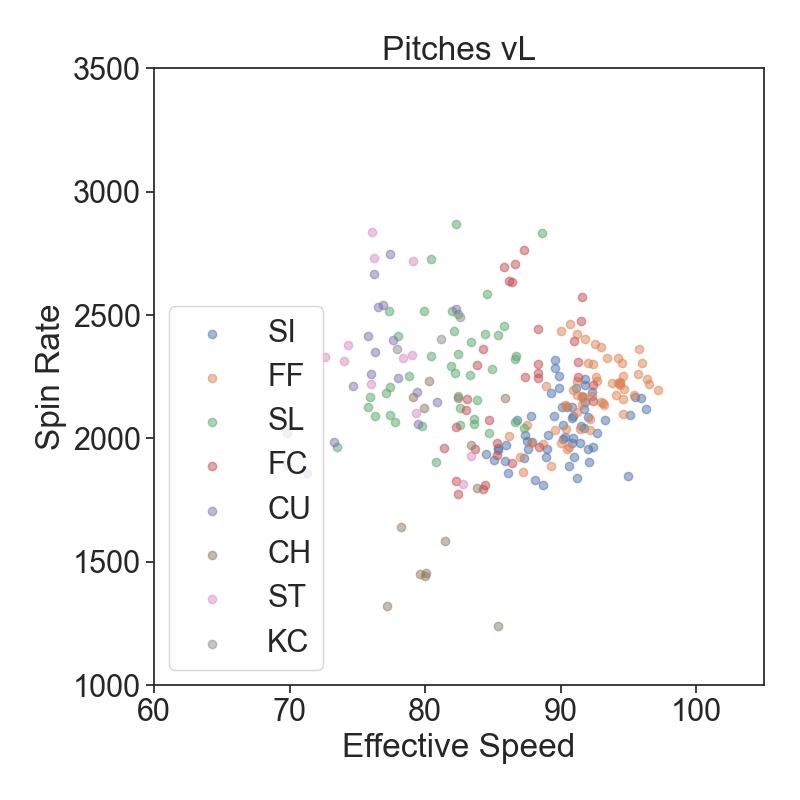 Pitches vL
3500
3000
2500
2000
1500
1000
Spin Rate
SI
FF
SL
FC
CU
CH
ST
KC
60 70 80 90 100
Effective Speed